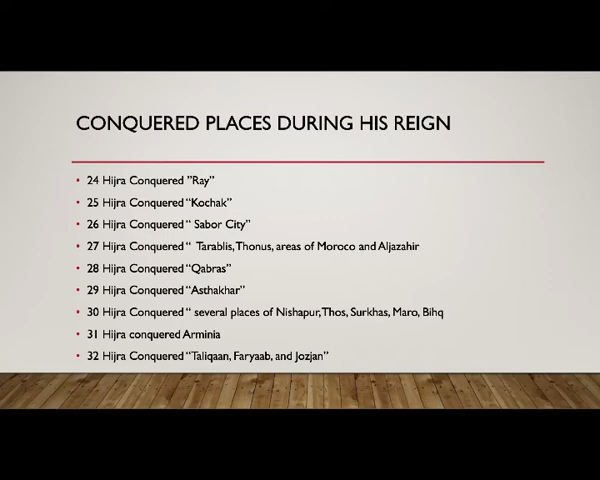 CONQUERED PLACES DURING HIS REIGN
• 24 Hijra Conquered ”Ray”
• 25 Hijra Conquered “Kochak”
• 26 Hijra Conquered “ Sabor City”
• 27 Hijra Conquered “ Tarablis, Thonus, areas of Moroco and Aljazahir
• 28 Hijra Conquered “Qabras”
• 29 Hijra Conquered “Asthakhar”
• 30 Hijra Conquered “ several places of Nishapur, Thos, Surkhas, Maro, Bihq
• 31 Hijra conquered Arminia
• 32 Hijra Conquered “Taliqaan, Faryaab, and Jozjan”